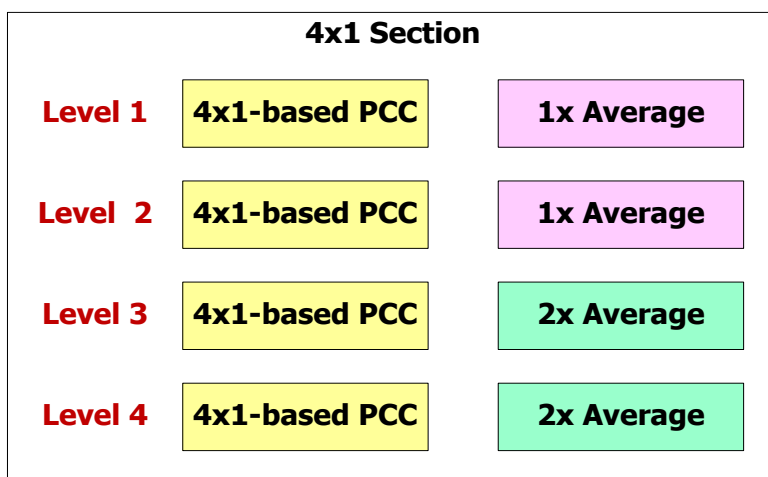 4x1 Section
Level 1 4x1-based PCC 1x Average
Level 2 4x1-based PCC 1x Average
Level 3 4x1-based PCC 2x Average
Level 4 4x1-based PCC 2x Average